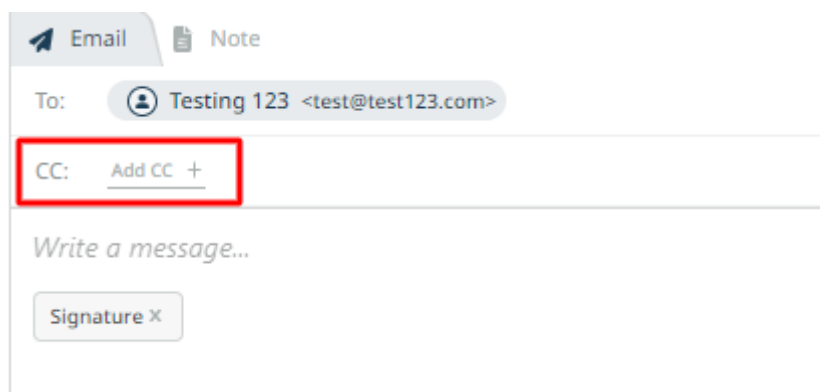 Email Note
To: Testing 123 <test@test123.com>
CC: Add CC +
Write a message...
Signature x